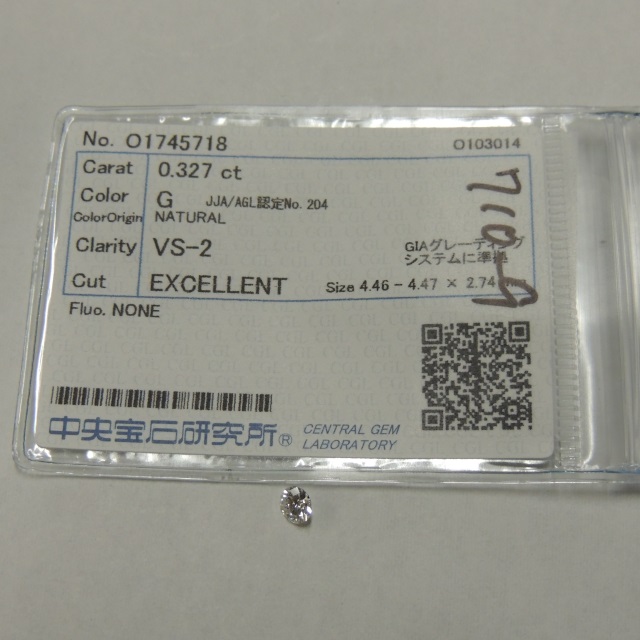 No. O1745718 O103014
Carat 0.327 ct
Color G JJA/AGL認定No. 204
ColorOrigin NATURAL
Clarity VS-2 GIAグレーディング
システムに準拠
Cut EXCELLENT Size 4.46 - 4.47 × 2.74
Fluo. NONE
中央宝石研究所® CENTRAL GEM
LABORATORY